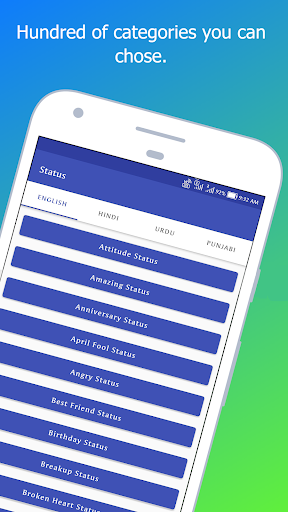 Hundred of categories you can
chose.
92% 9:32 AM
Status
ENGLISH HINDI URDU PUNJABI
Attitude Status
Amazing Status
Anniversary Status
April Fool Status
Angry Status
Best Friend Status
Birthday Status
Breakup Status
Broken Heart Status